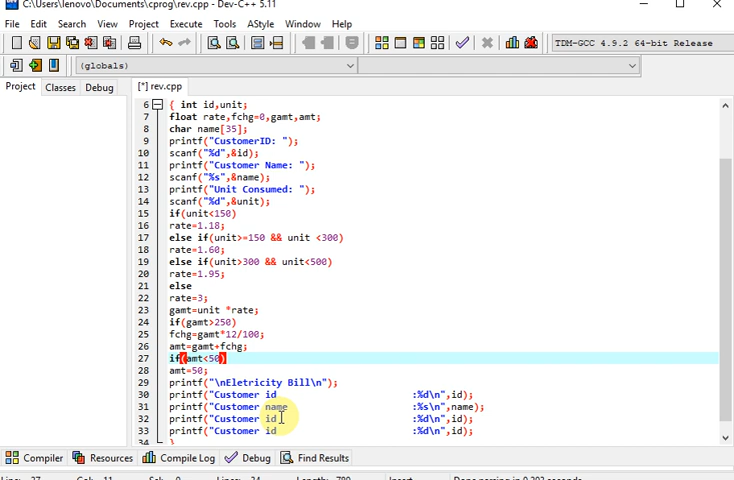 C:\Users\lenovo\Documents\cprog\rev.cpp - Dev-C++ 5.11
File Edit Search View Project Execute Tools AStyle Window Help
TDM-GCC 4.9.2 64-bit Release
(globals)
Project Classes Debug [*] rev.cpp
6 { int id,unit;
7 float rate,fchg=0,gamt,amt;
8 char name[35];
9 printf("CustomerID: ");
10 scanf("%d",&id);
11 printf("Customer Name: ");
12 scanf("%s",&name);
13 printf("Unit Consumed: ");
14 scanf("%d",&unit);
15 if(unit<150)
16 rate=1.18;
17 else if(unit>=150 && unit <300)
18 rate=1.60;
19 else if(unit>300 && unit<500)
20 rate=1.95;
21 else
22 rate=3;
23 gamt=unit *rate;
24 if(gamt>250)
25 fchg=gamt*12/100;
26 amt=gamt+fchg;
27 if(amt<50)
28 amt=50;
29 printf("\nEletricity Bill\n");
30 printf("Customer id :%d\n",id);
31 printf("Customer name :%s\n",name);
32 printf("Customer id :%d\n",id);
33 printf("Customer id :%d\n",id);
34 }
Compiler Resources Compile Log Debug Find Results